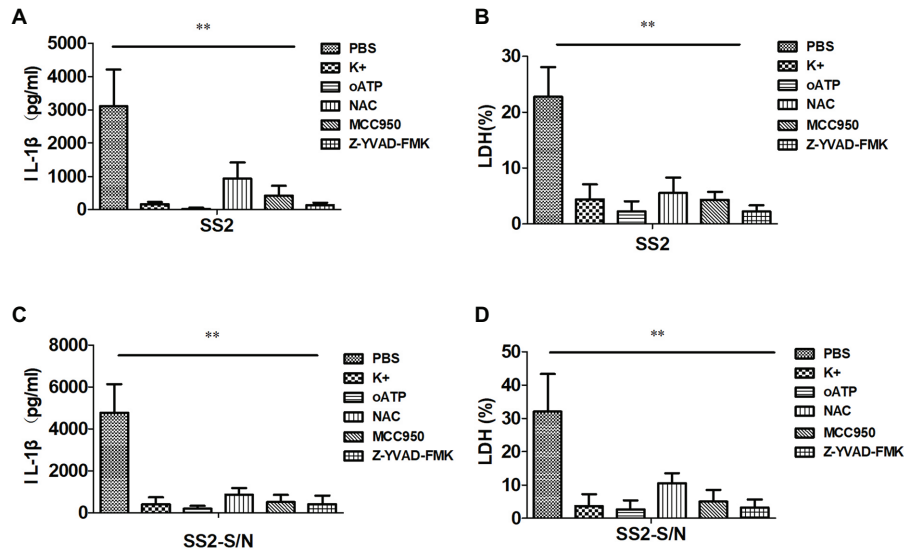 A
**
5000
4000
3000
2000
1000
0
I L-1β (pg/ml)
SS2
PBS
K+
oATP
NAC
MCC950
Z-YVAD-FMK
B
**
30
20
10
0
LDH(%)
SS2
PBS
K+
oATP
NAC
MCC950
Z-YVAD-FMK
C
**
8000
6000
4000
2000
0
I L-1β (pg/ml)
SS2-S/N
PBS
K+
oATP
NAC
MCC950
Z-YVAD-FMK
D
**
50
40
30
20
10
0
LDH (%)
SS2-S/N
PBS
K+
oATP
NAC
MCC950
Z-YVAD-FMK